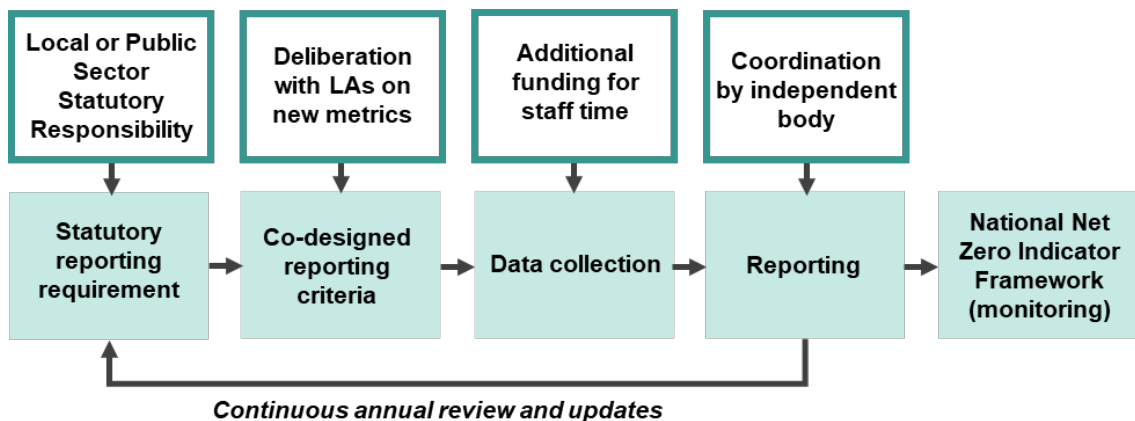 Local or Public
Sector
Statutory
Responsibility
Deliberation
with LAs on
new metrics
Additional
funding for
staff time
Coordination
by independent
body
Statutory
reporting
requirement
Co-designed
reporting
criteria
Data collection
Reporting
National Net
Zero Indicator
Framework
(monitoring)
Continuous annual review and updates